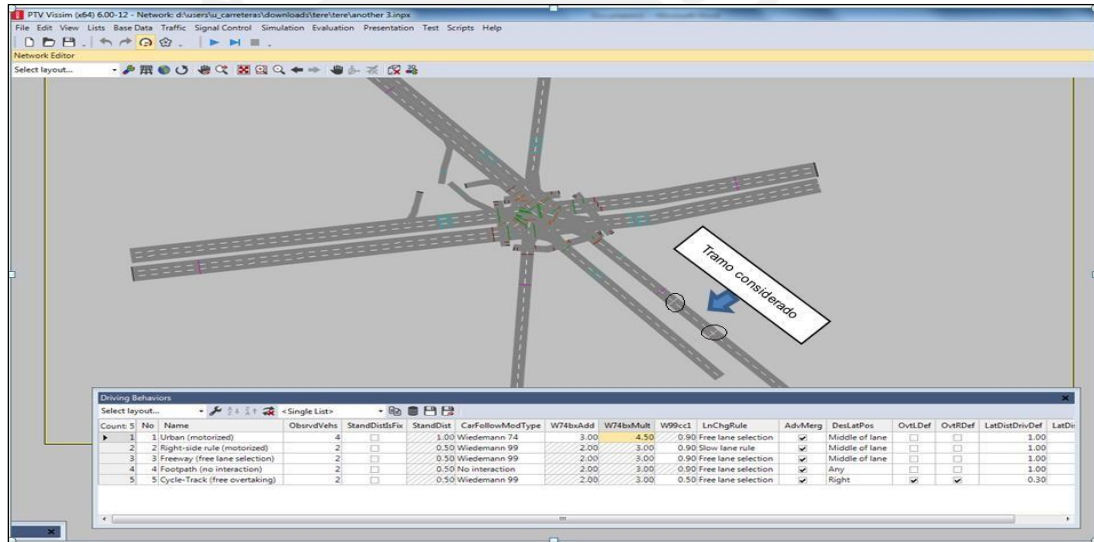 PTV Vissim (x64) 6.00-12 - Network: d:\users\u_carreteras\downloads\tere\tere\another 3.inpx
File Edit View Lists Base Data Traffic Signal Control Simulation Evaluation Presentation Test Scripts Help
Network Editor
Select layout...
Tramo considerado
Driving Behaviors
Select layout... <Single List>
Count: 5 No Name ObsrvdVehs StandDistIsFix StandDist CarFollowModType W74bxAdd W74bxMult W99cc1 LnChgRule AdvMerg DesLatPos OvtLDef OvtRDef LatDistDrvDef LatDis
1 1 Urban (motorized) 4 1.00 Wiedemann 74 3.00 4.50 0.90 Free lane selection Middle of lane 1.00
2 2 Right-side rule (motorized) 2 0.50 Wiedemann 99 2.00 3.00 0.90 Slow lane rule Middle of lane 1.00
3 3 Freeway (free lane selection) 2 0.50 Wiedemann 99 2.00 3.00 0.90 Free lane selection Middle of lane 1.00
4 4 Footpath (no interaction) 2 0.50 No interaction 2.00 3.00 0.90 Free lane selection Any 1.00
5 5 Cycle-Track (free overtaking) 2 0.50 Wiedemann 99 2.00 3.00 0.50 Free lane selection Right 0.30